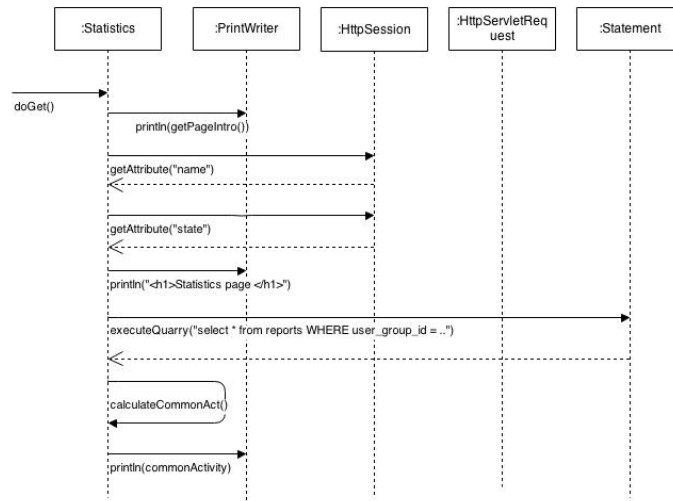 :Statistics
:PrintWriter
:HttpSession
:HttpServletReq
uest
:Statement
doGet()
println(getPageIntro())
getAttribute("name")
getAttribute("state")
println("<h1>Statistics page </h1>")
executeQuarry("select * from reports WHERE user_group_id = ..")
calculateCommonAct()
println(commonActivity)